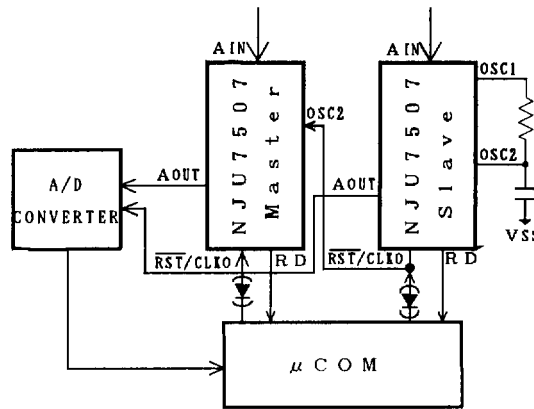 AIN
AIN
NJU7507
Master
NJU7507
Slave
OSC1
OSC2
OSC2
VSS
A/D
CONVERTER
AOUT
AOUT
RST/CLKO
RD
RST/CLKO
RD
μCOM